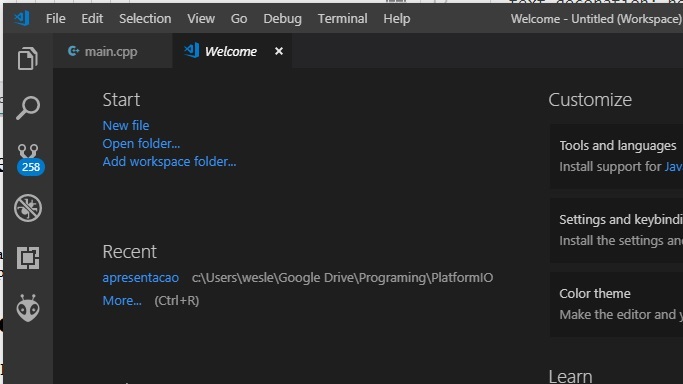 File Edit Selection View Go Debug Terminal Help Welcome - Untitled (Workspace)
main.cpp Welcome
Start
New file
Open folder...
Add workspace folder...
258
Recent
apresentacao c:\Users\wesle\Google Drive\Programing\PlatformIO
More... (Ctrl+R)
Customize
Tools and languages
Install support for Jav
Settings and keybindi
Install the settings an
Color theme
Make the editor and y
Learn